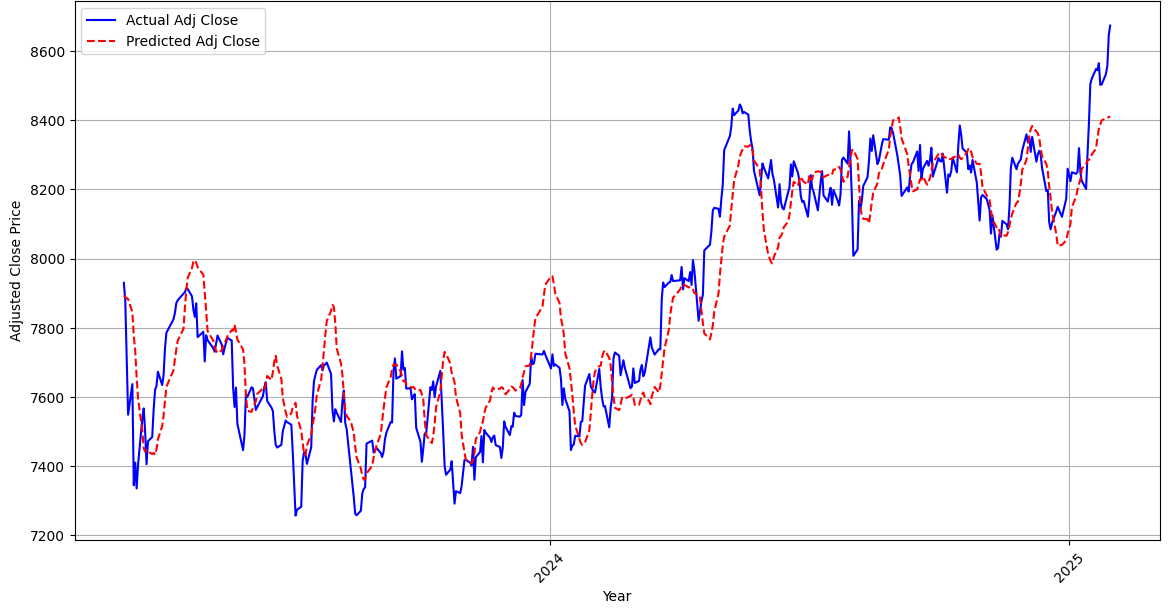 Actual Adj Close
Predicted Adj Close
8600
8400
8200
8000
7800
7600
7400
7200
Adjusted Close Price
2024
2025
Year